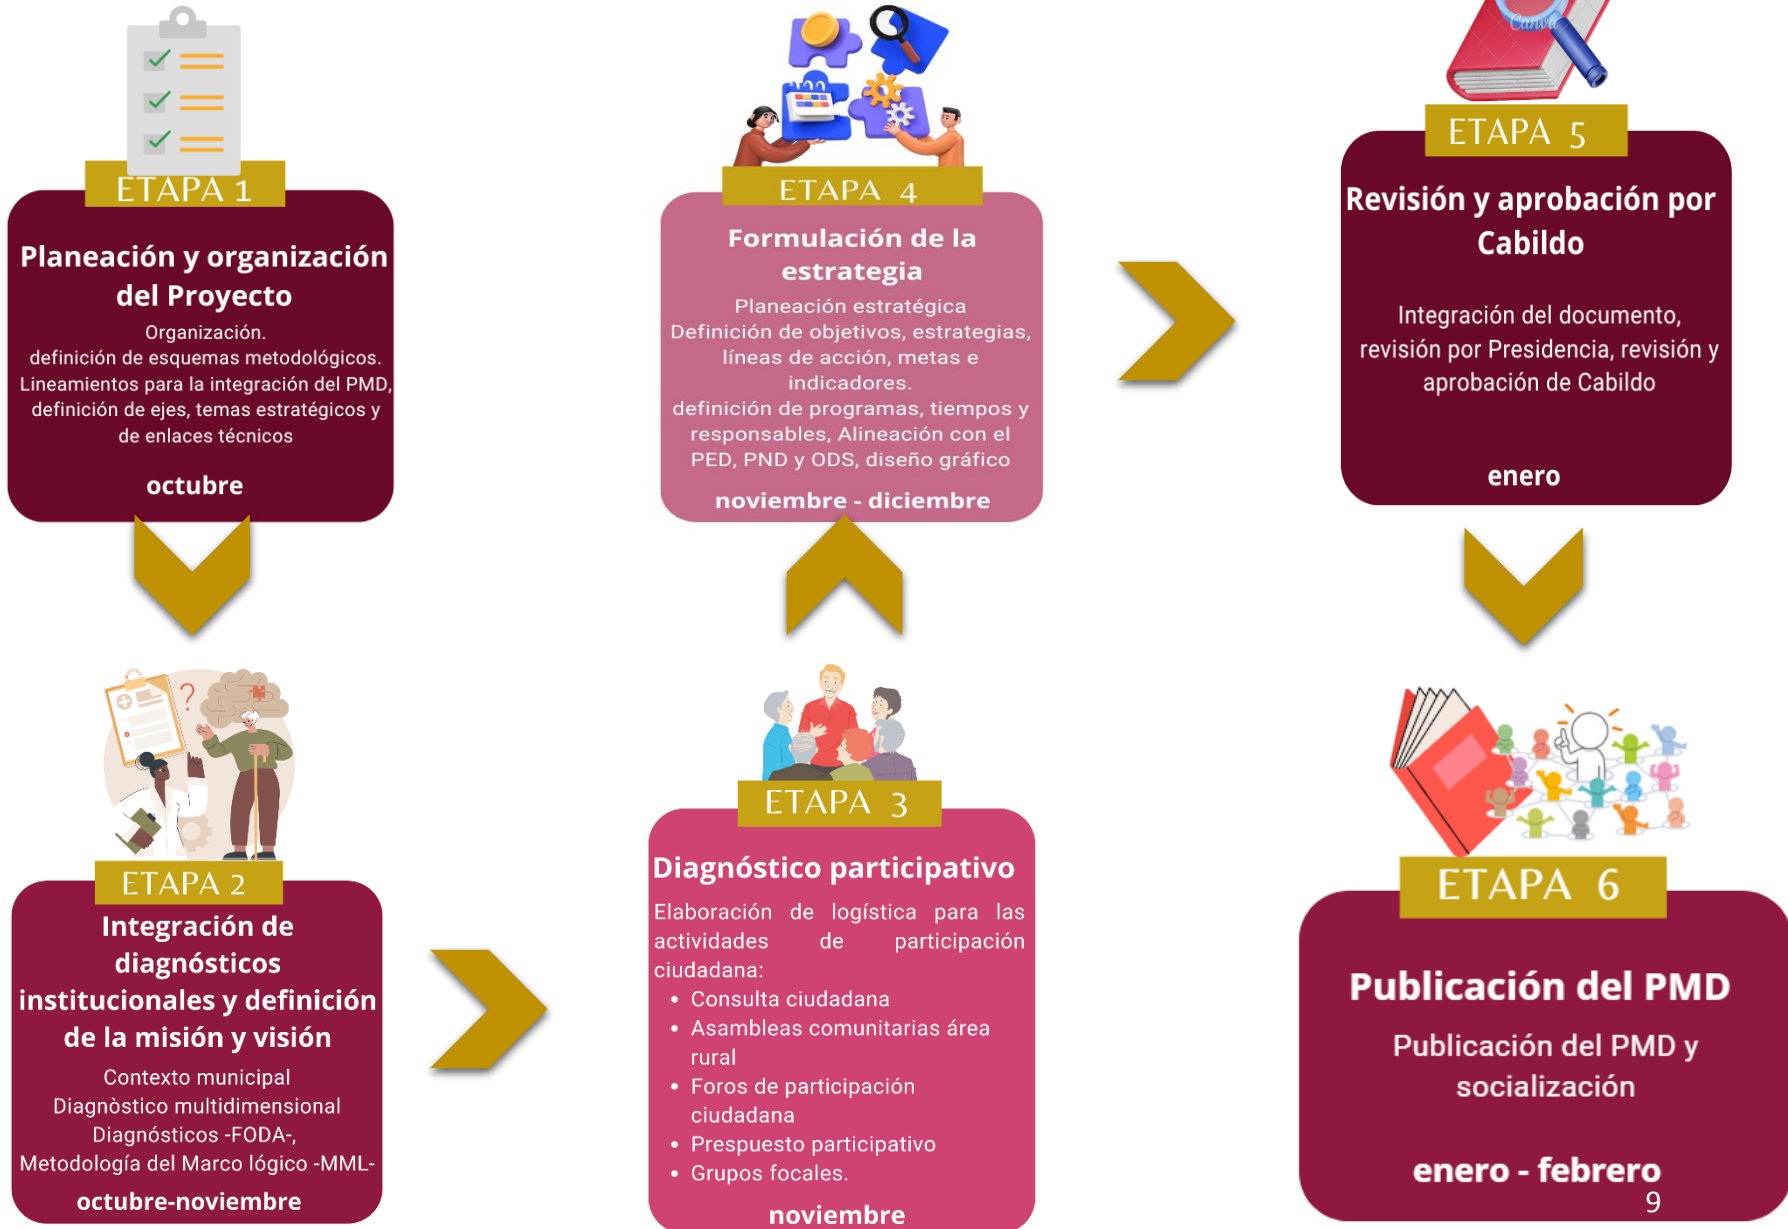 ETAPA 1
Planeación y organización
del Proyecto
Organización.
definición de esquemas metodológicos.
Lineamientos para la integración del PMD,
definición de ejes, temas estratégicos y
de enlaces técnicos
octubre
ETAPA 2
Integración de
diagnósticos
institucionales y definición
de la misión y visión
Contexto municipal
Diagnòstico multidimensional
Diagnósticos -FODA-,
Metodología del Marco lógico -MML-
octubre-noviembre
ETAPA 3
Diagnóstico participativo
Elaboración de logística para las
actividades de participación
ciudadana:
• Consulta ciudadana
• Asambleas comunitarias área
rural
• Foros de participación
ciudadana
• Prespuesto participativo
• Grupos focales.
noviembre
ETAPA 4
Formulación de la
estrategia
Planeación estratégica
Definición de objetivos, estrategias,
líneas de acción, metas e
indicadores.
definición de programas, tiempos y
responsables, Alineación con el
PED, PND y ODS, diseño gráfico
noviembre - diciembre
Canva
ETAPA 5
Revisión y aprobación por
Cabildo
Integración del documento,
revisión por Presidencia, revisión y
aprobación de Cabildo
enero
ETAPA 6
Publicación del PMD
Publicación del PMD y
socialización
enero - febrero
9